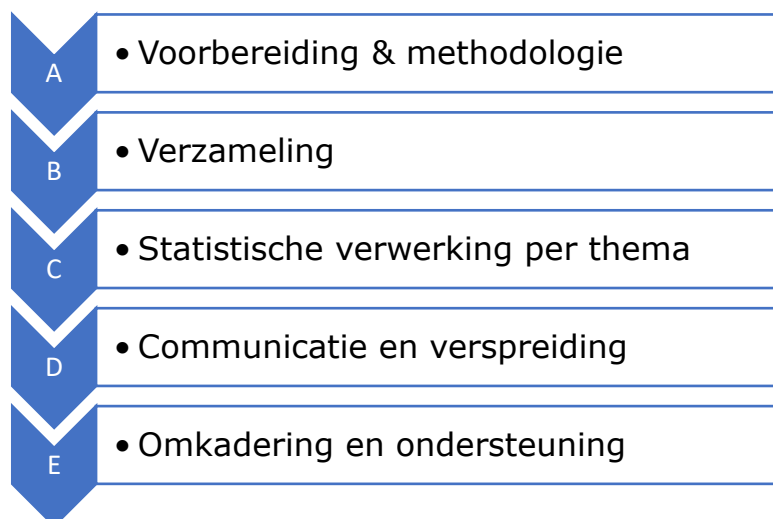 A
• Voorbereiding & methodologie
B
• Verzameling
C
• Statistische verwerking per thema
D
• Communicatie en verspreiding
E
• Omkadering en ondersteuning